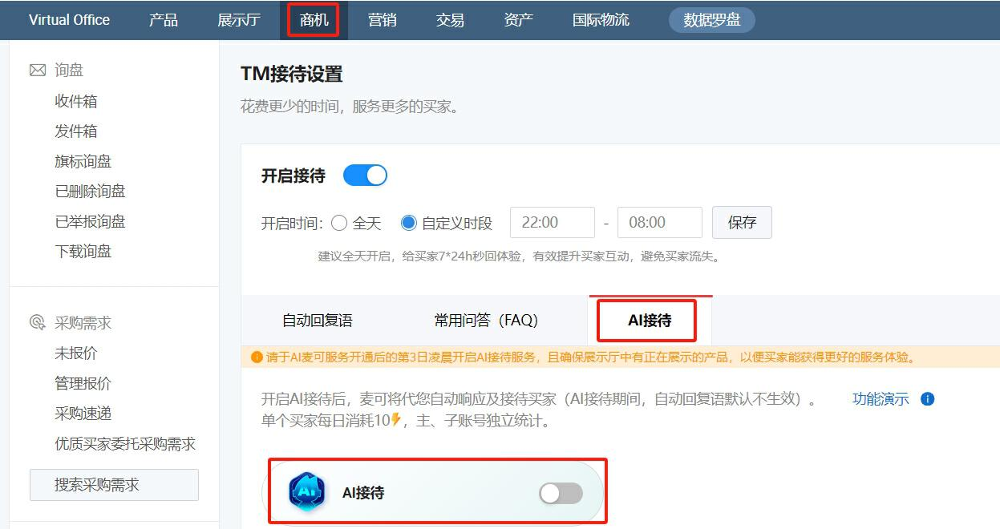 Virtual Office 产品 展示厅 商机 营销 交易 资产 国际物流 数据罗盘
询盘
收件箱
发件箱
旗标询盘
已删除询盘
已举报询盘
下载询盘
采购需求
未报价
管理报价
采购速递
优质买家委托采购需求
搜索采购需求
TM接待设置
花费更少的时间，服务更多的买家。
开启接待
开启时间： 全天 自定义时段 22:00 - 08:00 保存
建议全天开启，给买家7*24h秒回体验，有效提升买家互动，避免买家流失。
自动回复语 常用问答（FAQ） AI接待
请于AI麦可服务开通后的第3日凌晨开启AI接待服务，且确保展示厅中有正在展示的产品，以便买家能获得更好的服务体验。
开启AI接待后，麦可将代您自动响应及接待买家（AI接待期间，自动回复语默认不生效）。 功能演示
单个买家每日消耗10⚡，主、子账号独立统计。
AI AI接待